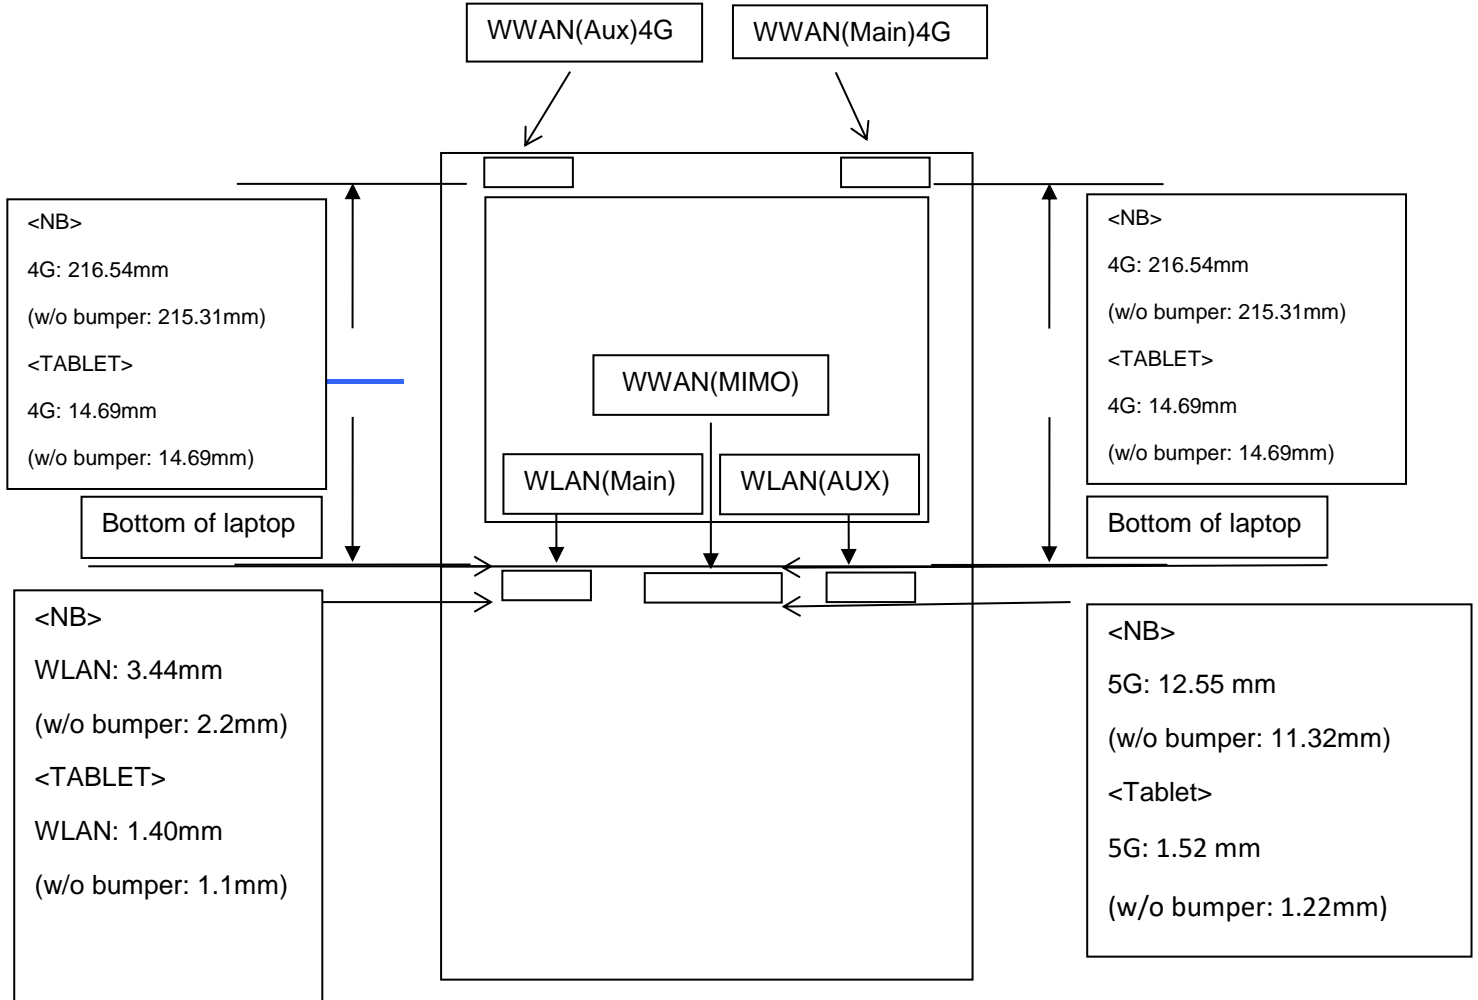 WWAN(Aux)4G
WWAN(Main)4G
<NB>
4G: 216.54mm
(w/o bumper: 215.31mm)
<TABLET>
4G: 14.69mm
(w/o bumper: 14.69mm)
<NB>
4G: 216.54mm
(w/o bumper: 215.31mm)
<TABLET>
4G: 14.69mm
(w/o bumper: 14.69mm)
WWAN(MIMO)
WLAN(Main)
WLAN(AUX)
Bottom of laptop
Bottom of laptop
<NB>
WLAN: 3.44mm
(w/o bumper: 2.2mm)
<TABLET>
WLAN: 1.40mm
(w/o bumper: 1.1mm)
<NB>
5G: 12.55 mm
(w/o bumper: 11.32mm)
<Tablet>
5G: 1.52 mm
(w/o bumper: 1.22mm)